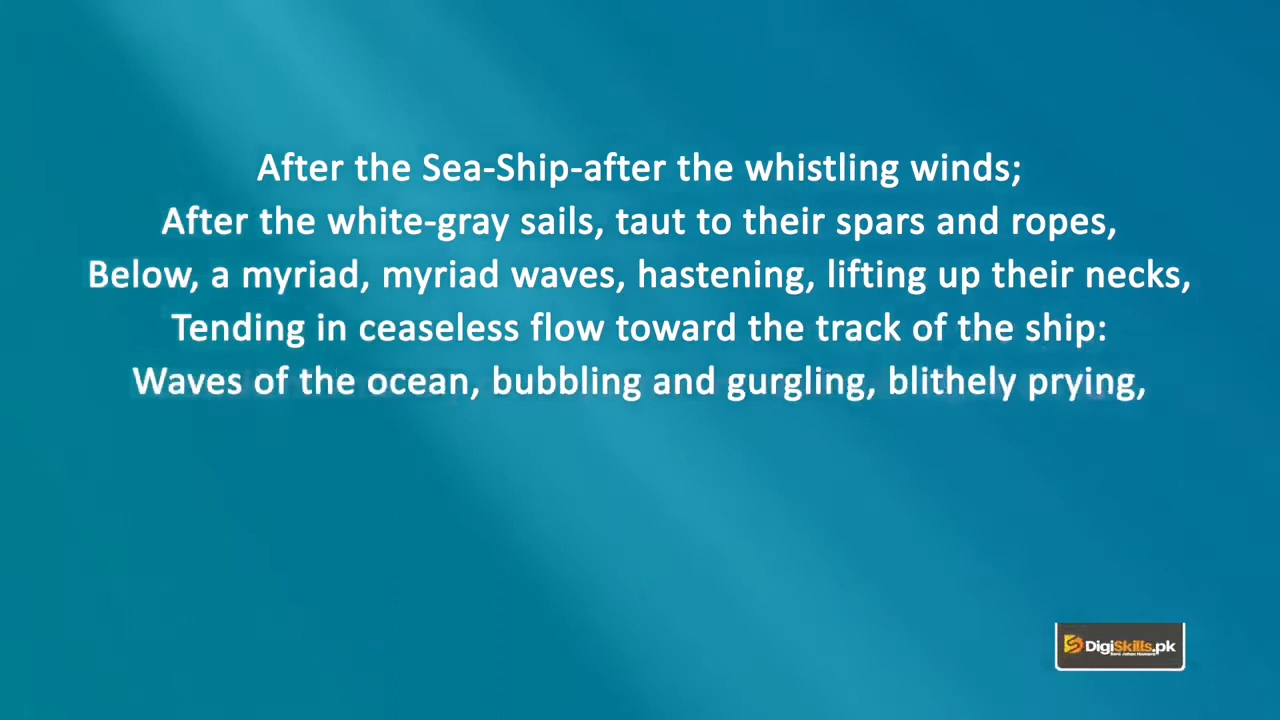 After the Sea-Ship-after the whistling winds;
After the white-gray sails, taut to their spars and ropes,
Below, a myriad, myriad waves, hastening, lifting up their necks,
Tending in ceaseless flow toward the track of the ship:
Waves of the ocean, bubbling and gurgling, blithely prying,
DigiSkills.pk